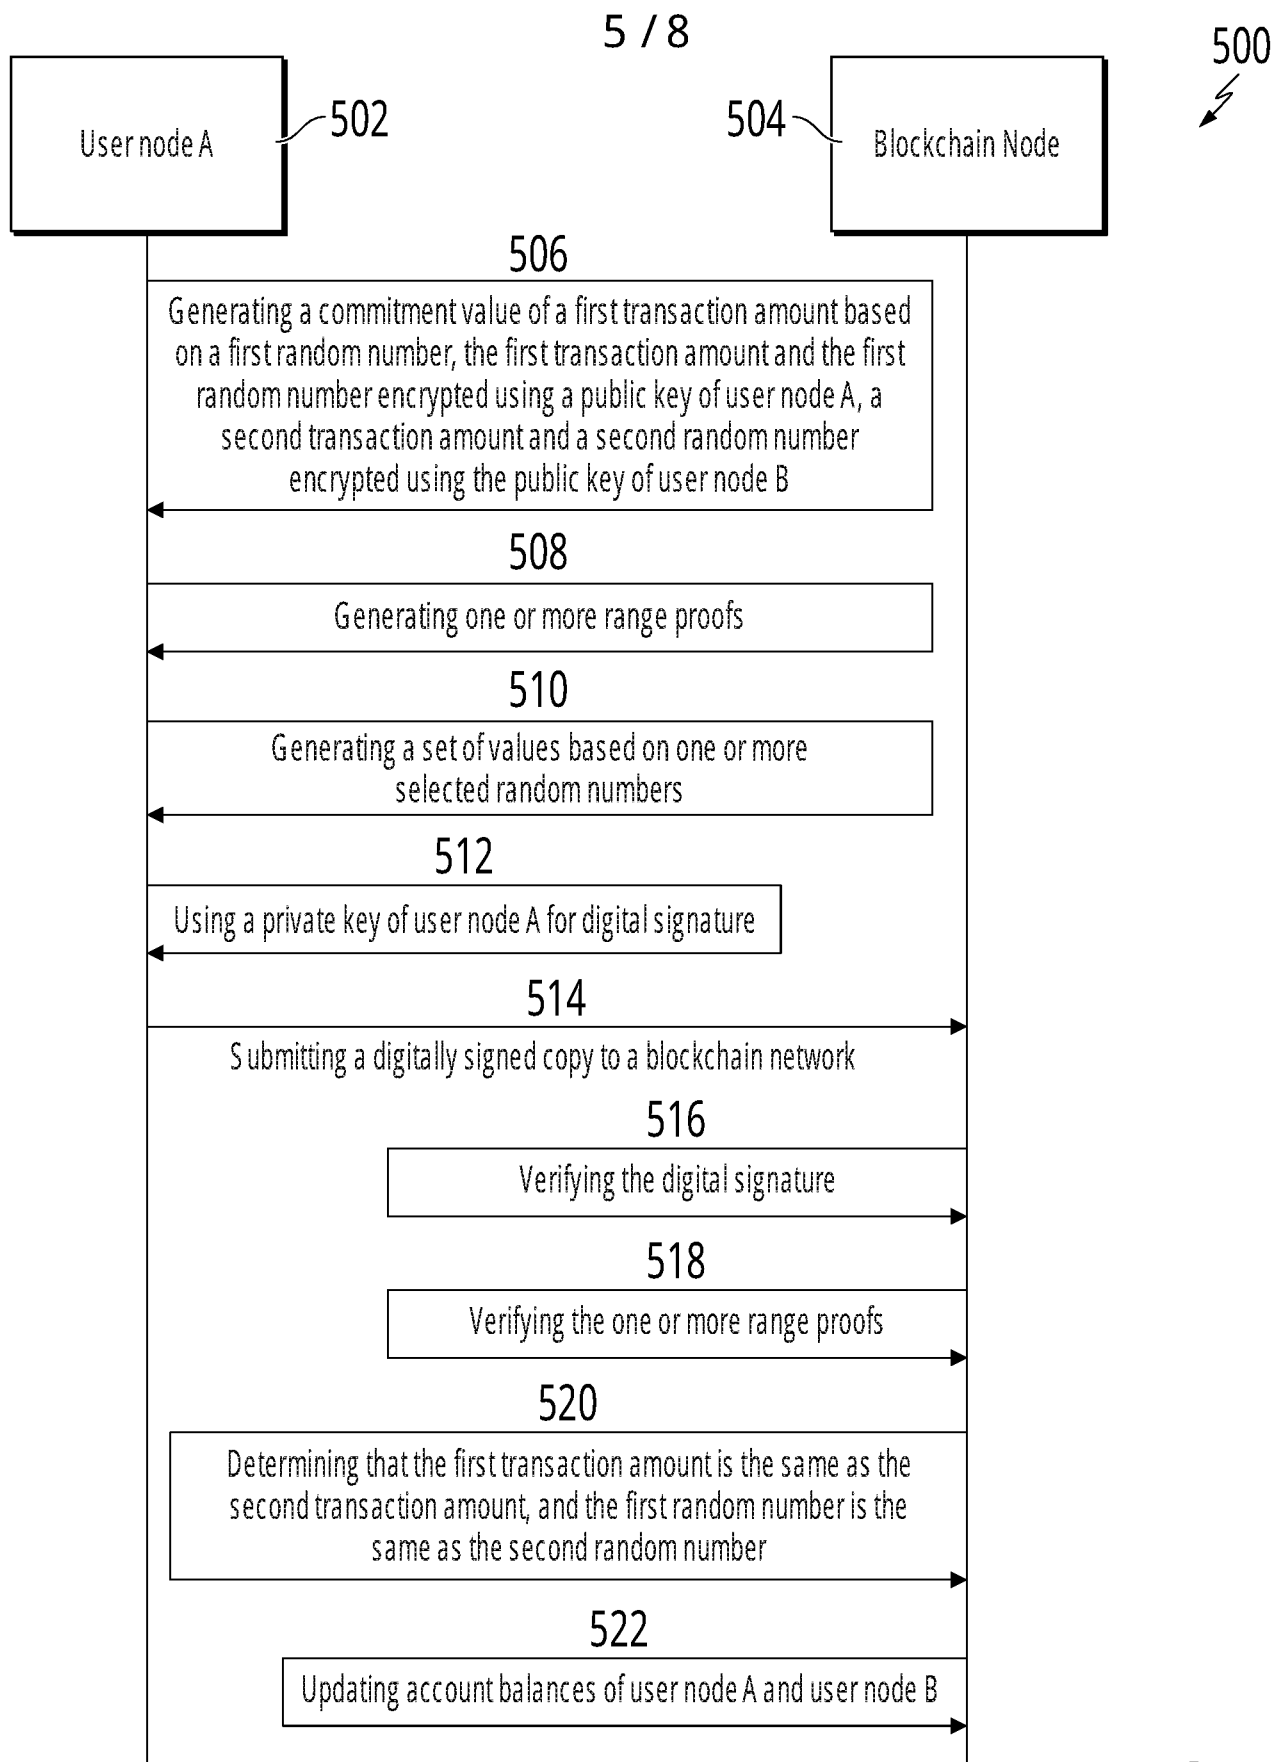 5 / 8
500
User node A
502
504
Blockchain Node
506
Generating a commitment value of a first transaction amount based
on a first random number, the first transaction amount and the first
random number encrypted using a public key of user node A, a
second transaction amount and a second random number
encrypted using the public key of user node B
508
Generating one or more range proofs
510
Generating a set of values based on one or more
selected random numbers
512
Using a private key of user node A for digital signature
514
Submitting a digitally signed copy to a blockchain network
516
Verifying the digital signature
518
Verifying the one or more range proofs
520
Determining that the first transaction amount is the same as the
second transaction amount, and the first random number is the
same as the second random number
522
Updating account balances of user node A and user node B